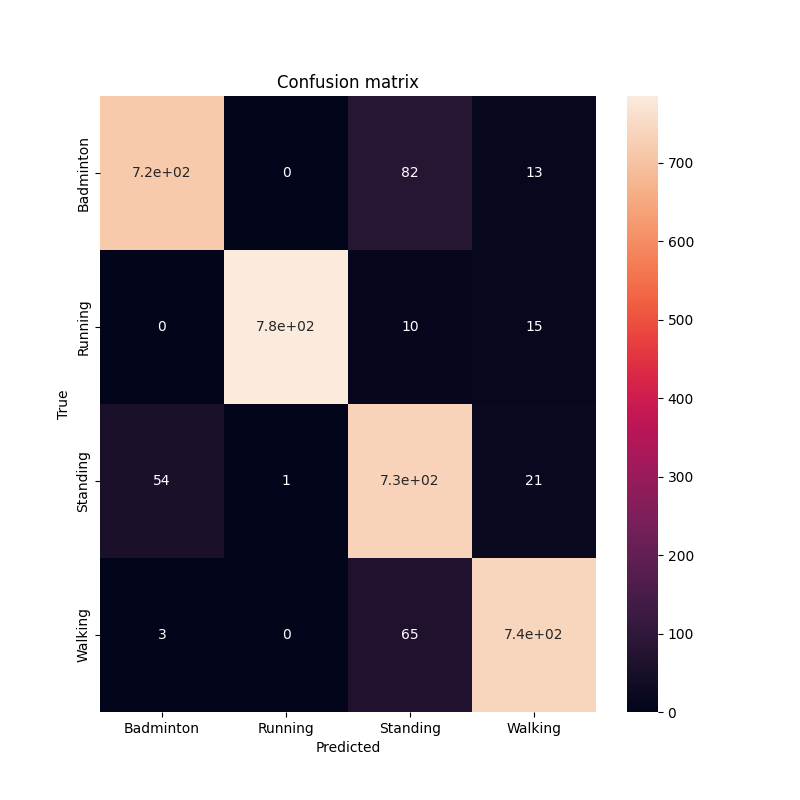 Confusion matrix
Badminton
7.2e+02 0 82 13
Running
0 7.8e+02 10 15
True
Standing
54 1 7.3e+02 21
Walking
3 0 65 7.4e+02
Badminton Running Standing Walking
Predicted
700
600
500
400
300
200
100
0